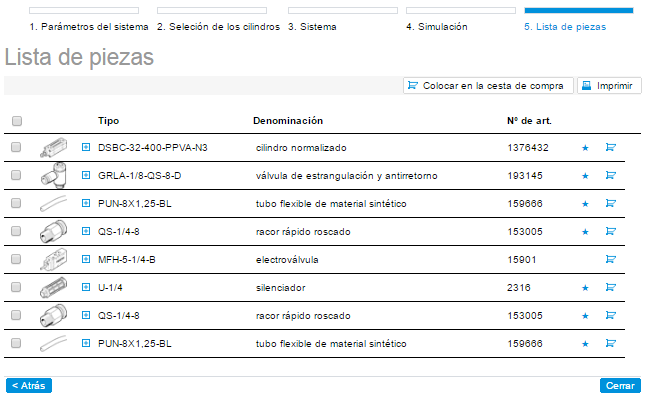 1. Parámetros del sistema 2. Seleción de los cilindros 3. Sistema 4. Simulación 5. Lista de piezas
Lista de piezas
Colocar en la cesta de compra Imprimir
Tipo Denominación Nº de art.
DSBC-32-400-PPVA-N3 cilindro normalizado 1376432
GRLA-1/8-QS-8-D válvula de estrangulación y antirretorno 193145
PUN-8X1,25-BL tubo flexible de material sintético 159666
QS-1/4-8 racor rápido roscado 153005
MFH-5-1/4-B electroválvula 15901
U-1/4 silenciador 2316
QS-1/4-8 racor rápido roscado 153005
PUN-8X1,25-BL tubo flexible de material sintético 159666
< Atrás Cerrar